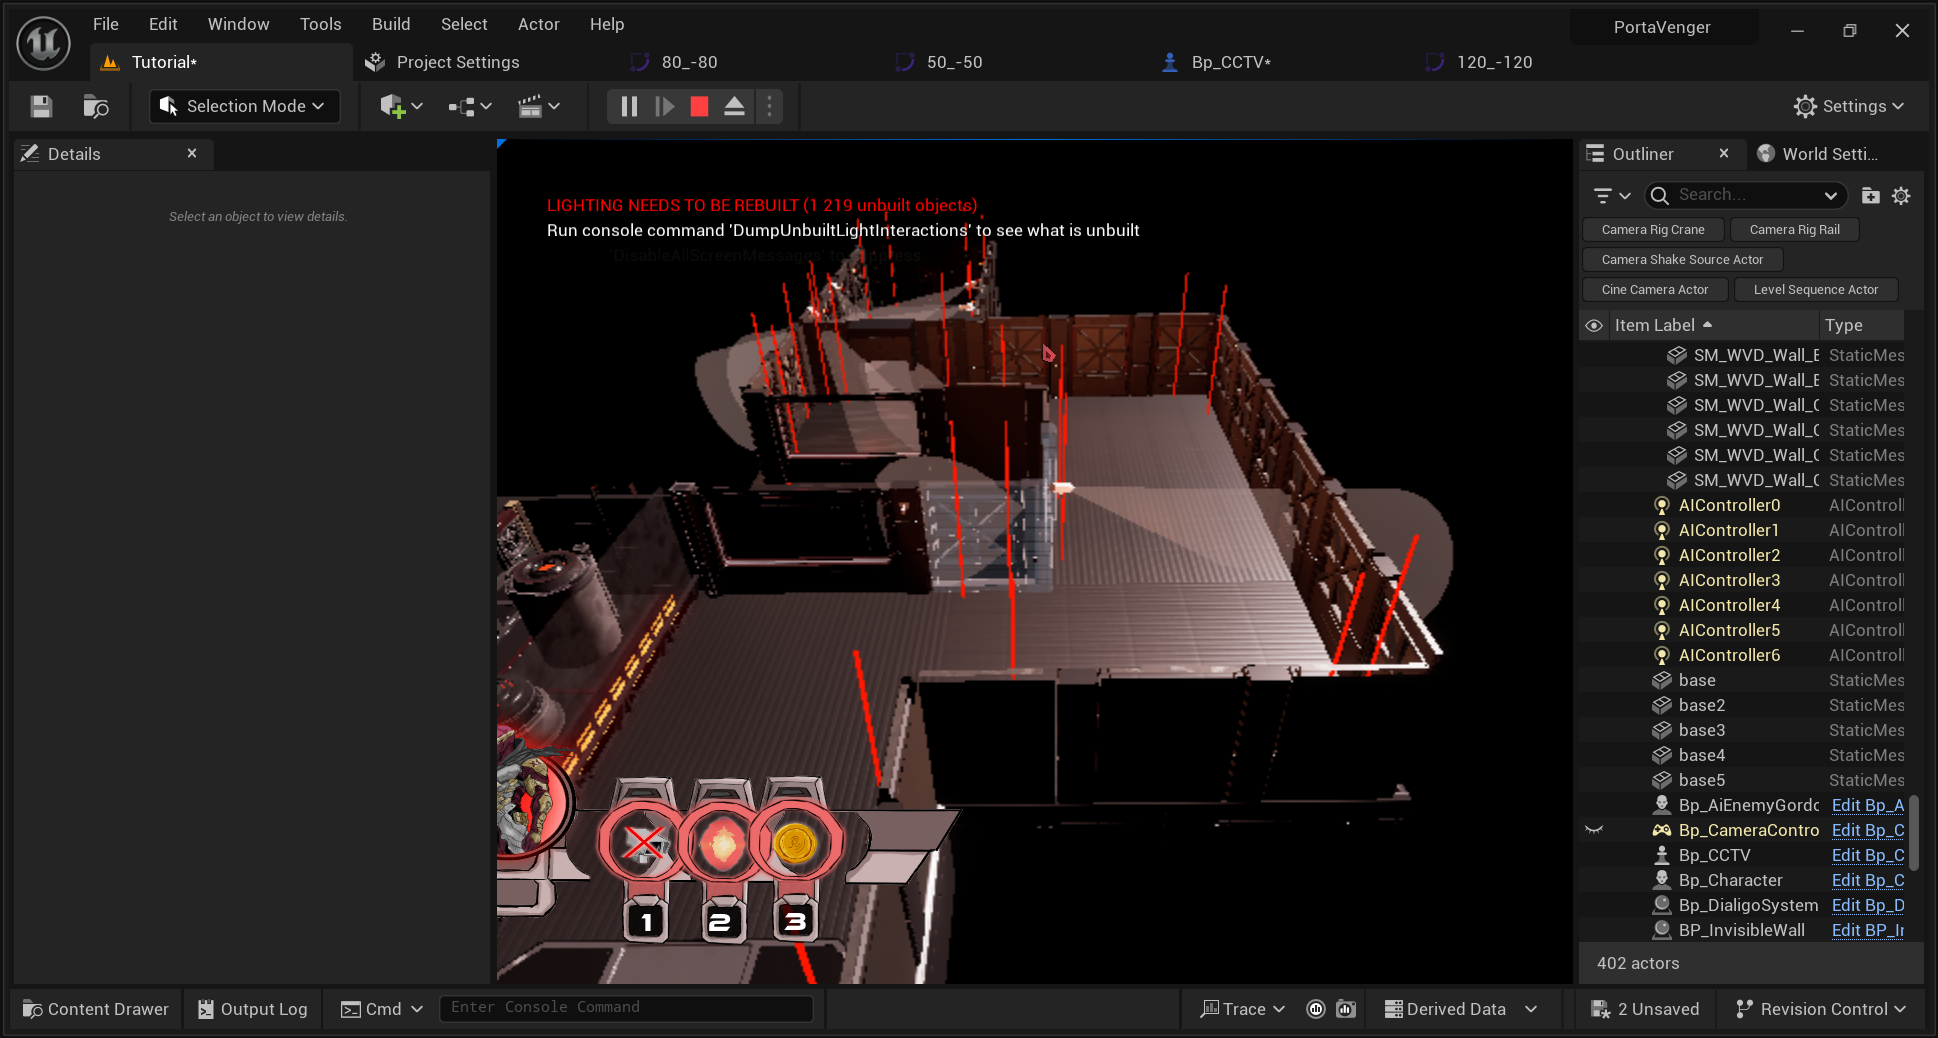 File Edit Window Tools Build Select Actor Help PortaVenger
Tutorial* Project Settings 80_-80 50_-50 Bp_CCTV* 120_-120
Selection Mode Settings
Details
Select an object to view details.
LIGHTING NEEDS TO BE REBUILT (1 219 unbuilt objects)
Run console command 'DumpUnbuiltLightInteractions' to see what is unbuilt
'DisableAllScreenMessages' to suppress
1 2 3
Outliner World Setti...
Search...
Camera Rig Crane Camera Rig Rail
Camera Shake Source Actor
Cine Camera Actor Level Sequence Actor
Item Label Type
SM_WVD_Wall_E StaticMes
SM_WVD_Wall_E StaticMes
SM_WVD_Wall_C StaticMes
SM_WVD_Wall_C StaticMes
SM_WVD_Wall_C StaticMes
SM_WVD_Wall_C StaticMes
AIController0 AIControll
AIController1 AIControll
AIController2 AIControll
AIController3 AIControll
AIController4 AIControll
AIController5 AIControll
AIController6 AIControll
base StaticMes
base2 StaticMes
base3 StaticMes
base4 StaticMes
base5 StaticMes
Bp_AiEnemyGordo Edit Bp_A
Bp_CameraContro Edit Bp_C
Bp_CCTV Edit Bp_C
Bp_Character Edit Bp_C
Bp_DialigoSystem Edit Bp_D
BP_InvisibleWall Edit BP_Ir
402 actors
Content Drawer Output Log Cmd Enter Console Command Trace Derived Data 2 Unsaved Revision Control